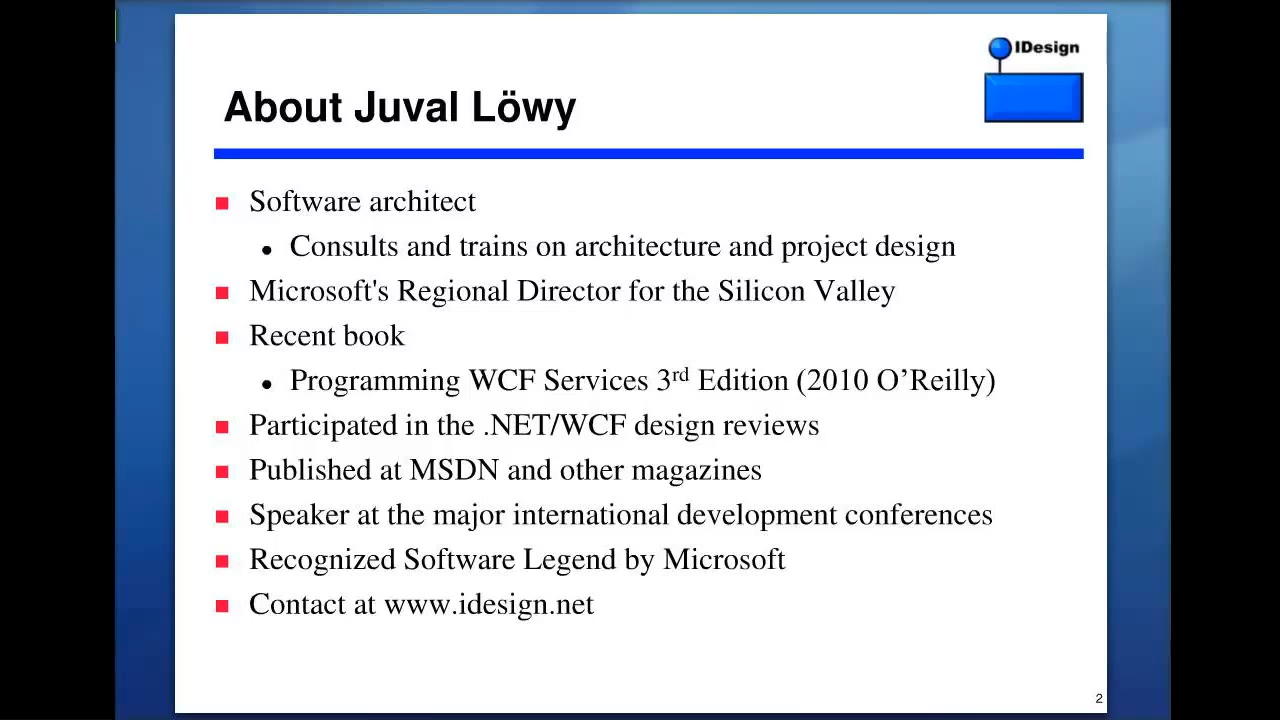 IDesign
About Juval Löwy
Software architect
Consults and trains on architecture and project design
Microsoft's Regional Director for the Silicon Valley
Recent book
Programming WCF Services 3rd Edition (2010 O’Reilly)
Participated in the .NET/WCF design reviews
Published at MSDN and other magazines
Speaker at the major international development conferences
Recognized Software Legend by Microsoft
Contact at www.idesign.net
2